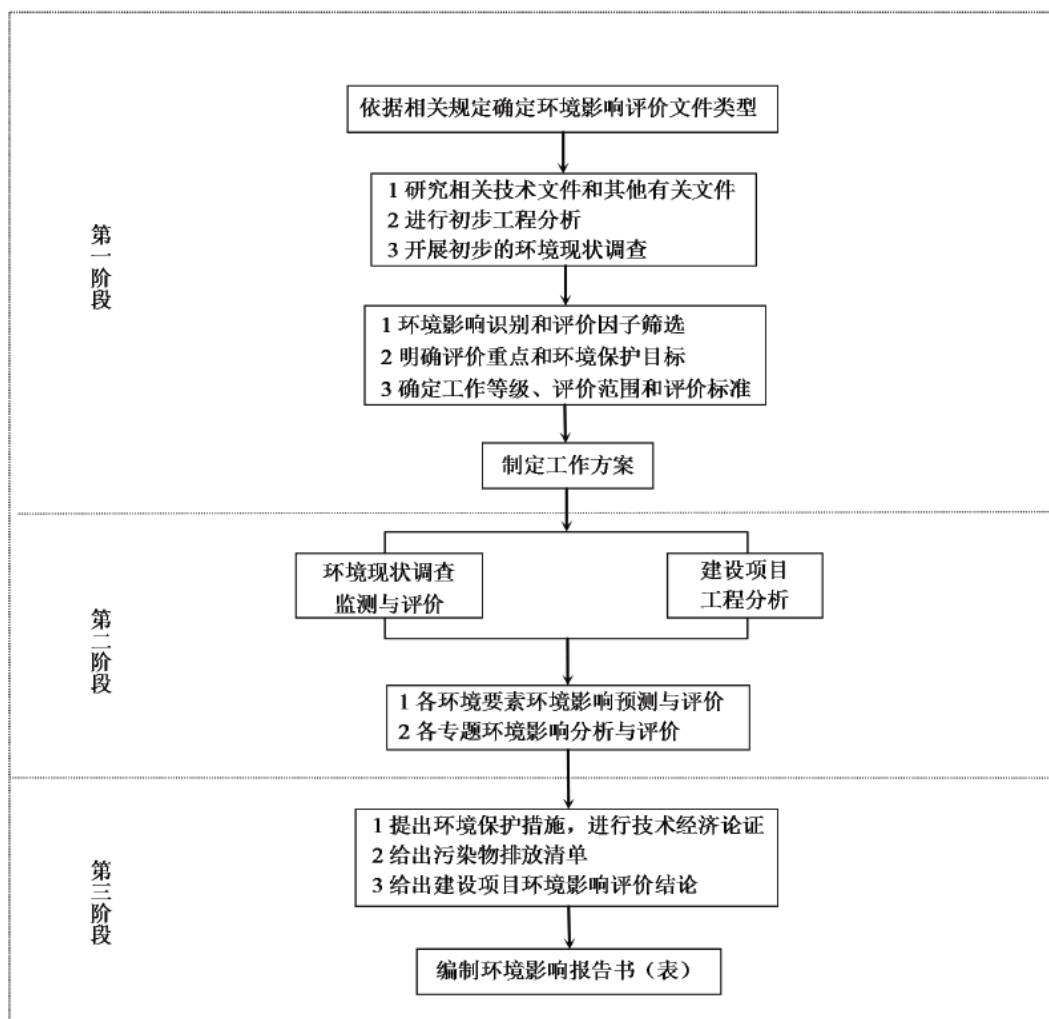 依据相关规定确定环境影响评价文件类型
1 研究相关技术文件和其他有关文件
2 进行初步工程分析
3 开展初步的环境现状调查
第一阶段
1 环境影响识别和评价因子筛选
2 明确评价重点和环境保护目标
3 确定工作等级、评价范围和评价标准
制定工作方案
第二阶段
环境现状调查
监测与评价
建设项目
工程分析
1 各环境要素环境影响预测与评价
2 各专题环境影响分析与评价
第三阶段
1 提出环境保护措施，进行技术经济论证
2 给出污染物排放清单
3 给出建设项目环境影响评价结论
编制环境影响报告书（表）